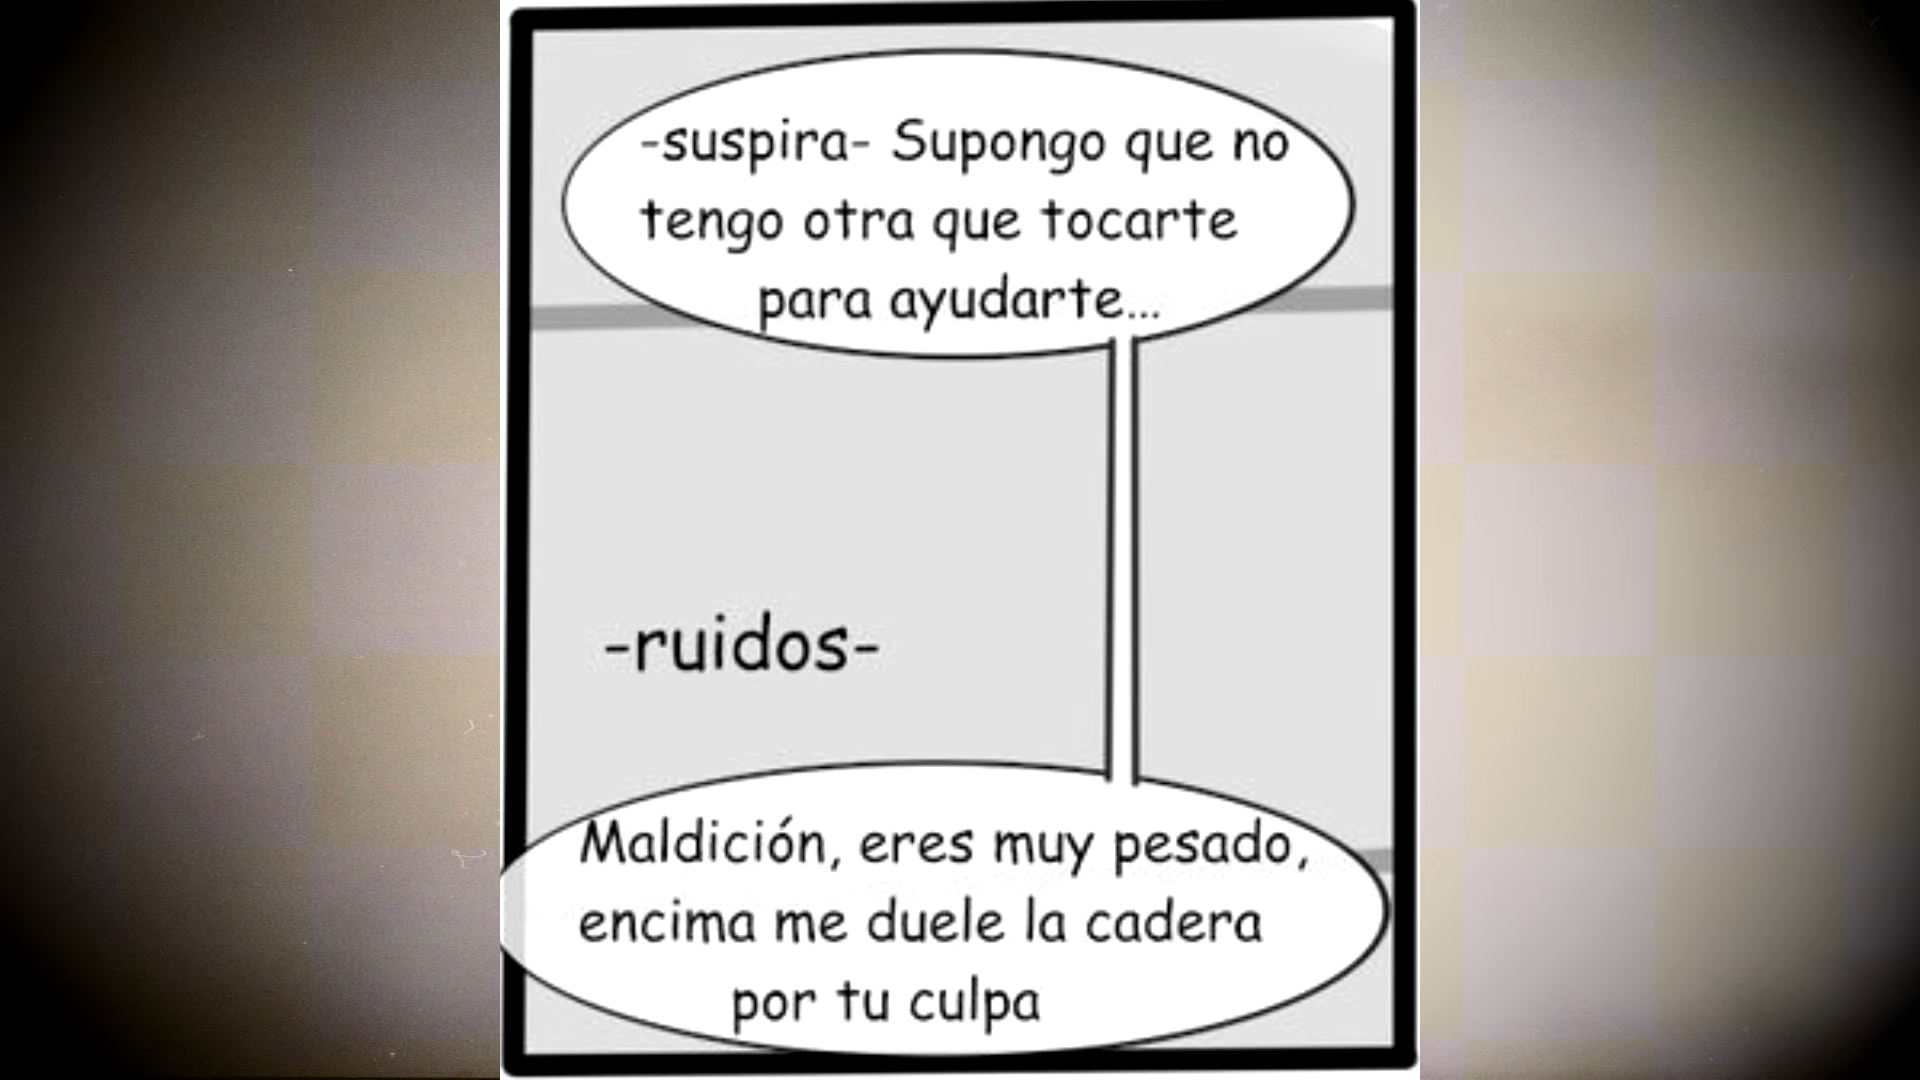 -suspira- Supongo que no
tengo otra que tocarte
para ayudarte...
-ruidos-
Maldición, eres muy pesado,
encima me duele la cadera
por tu culpa